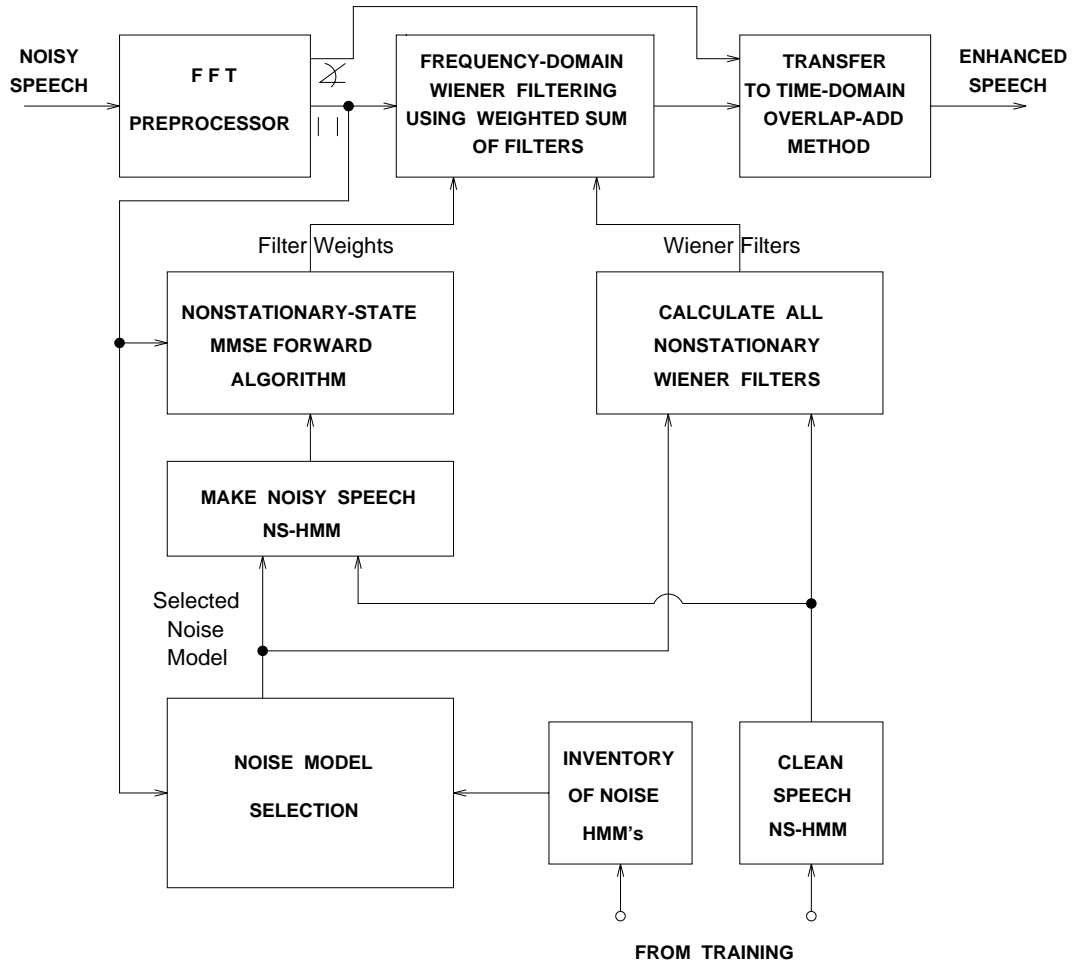 NOISY
SPEECH
F F T
PREPROCESSOR
FREQUENCY-DOMAIN
WIENER FILTERING
USING WEIGHTED SUM
OF FILTERS
TRANSFER
TO TIME-DOMAIN
OVERLAP-ADD
METHOD
ENHANCED
SPEECH
∢
| |
Filter Weights
Wiener Filters
NONSTATIONARY-STATE
MMSE FORWARD
ALGORITHM
CALCULATE ALL
NONSTATIONARY
WIENER FILTERS
MAKE NOISY SPEECH
NS-HMM
Selected
Noise
Model
NOISE MODEL
SELECTION
INVENTORY
OF NOISE
HMM's
CLEAN
SPEECH
NS-HMM
FROM TRAINING